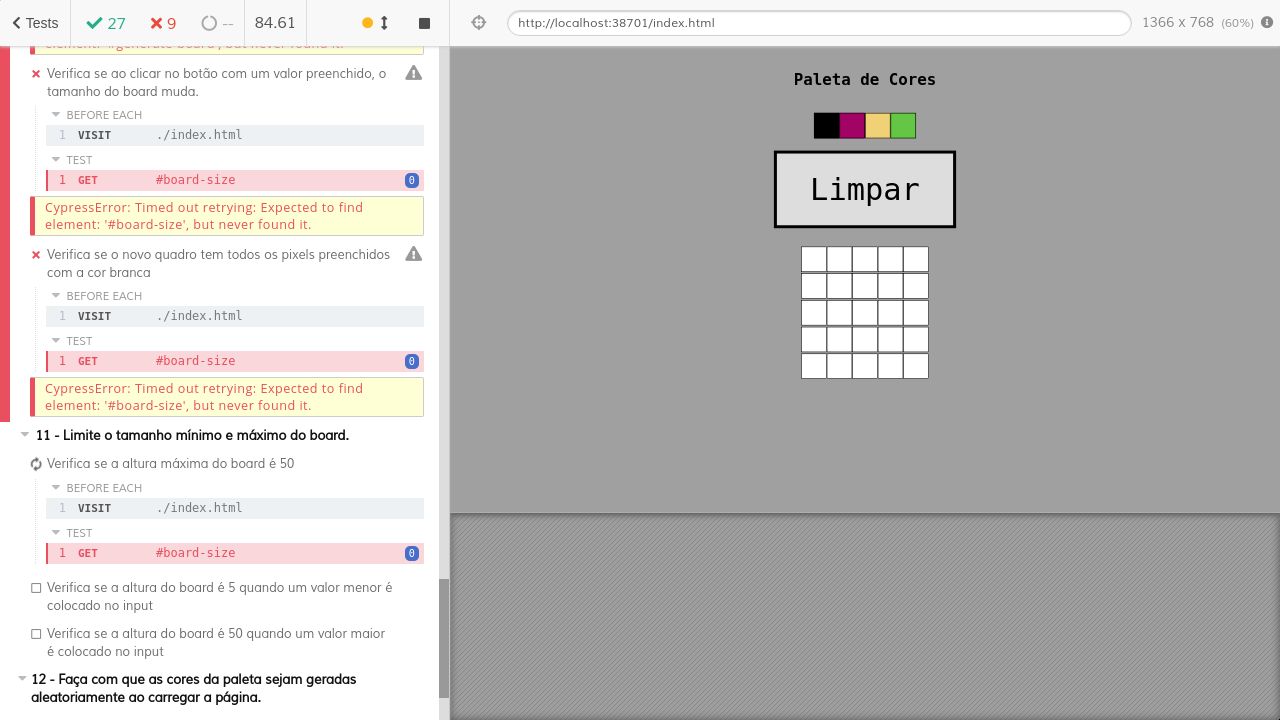 Tests
27
9
--
84.61
http://localhost:38701/index.html
1366 x 768 (60%)
element: '#generate-board', but never found it.
Verifica se ao clicar no botão com um valor preenchido, o
tamanho do board muda.
BEFORE EACH
1 VISIT ./index.html
TEST
1 GET #board-size 0
CypressError: Timed out retrying: Expected to find
element: '#board-size', but never found it.
Verifica se o novo quadro tem todos os pixels preenchidos
com a cor branca
BEFORE EACH
1 VISIT ./index.html
TEST
1 GET #board-size 0
CypressError: Timed out retrying: Expected to find
element: '#board-size', but never found it.
11 - Limite o tamanho mínimo e máximo do board.
Verifica se a altura máxima do board é 50
BEFORE EACH
1 VISIT ./index.html
TEST
1 GET #board-size 0
Verifica se a altura do board é 5 quando um valor menor é
colocado no input
Verifica se a altura do board é 50 quando um valor maior
é colocado no input
12 - Faça com que as cores da paleta sejam geradas
aleatoriamente ao carregar a página.
Paleta de Cores
Limpar